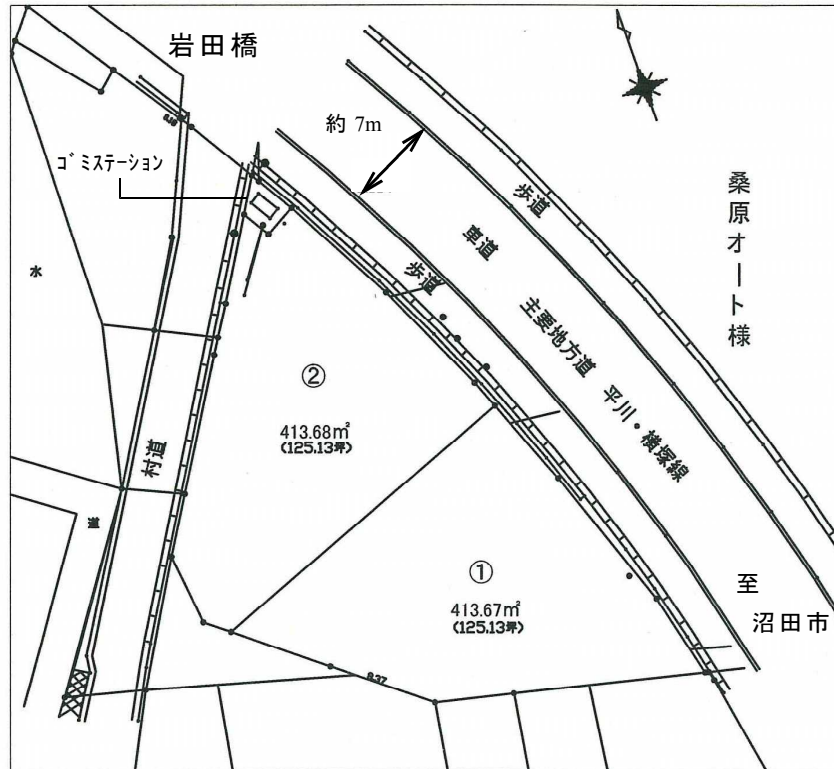 岩田橋
約 7m
ゴミステーション
歩道
車道
主要地方道 平川・横塚線
歩道
桑原オート様
水
②
413.68㎡
(125.13坪)
村道
①
413.67㎡
(125.13坪)
至
沼田市
9.37